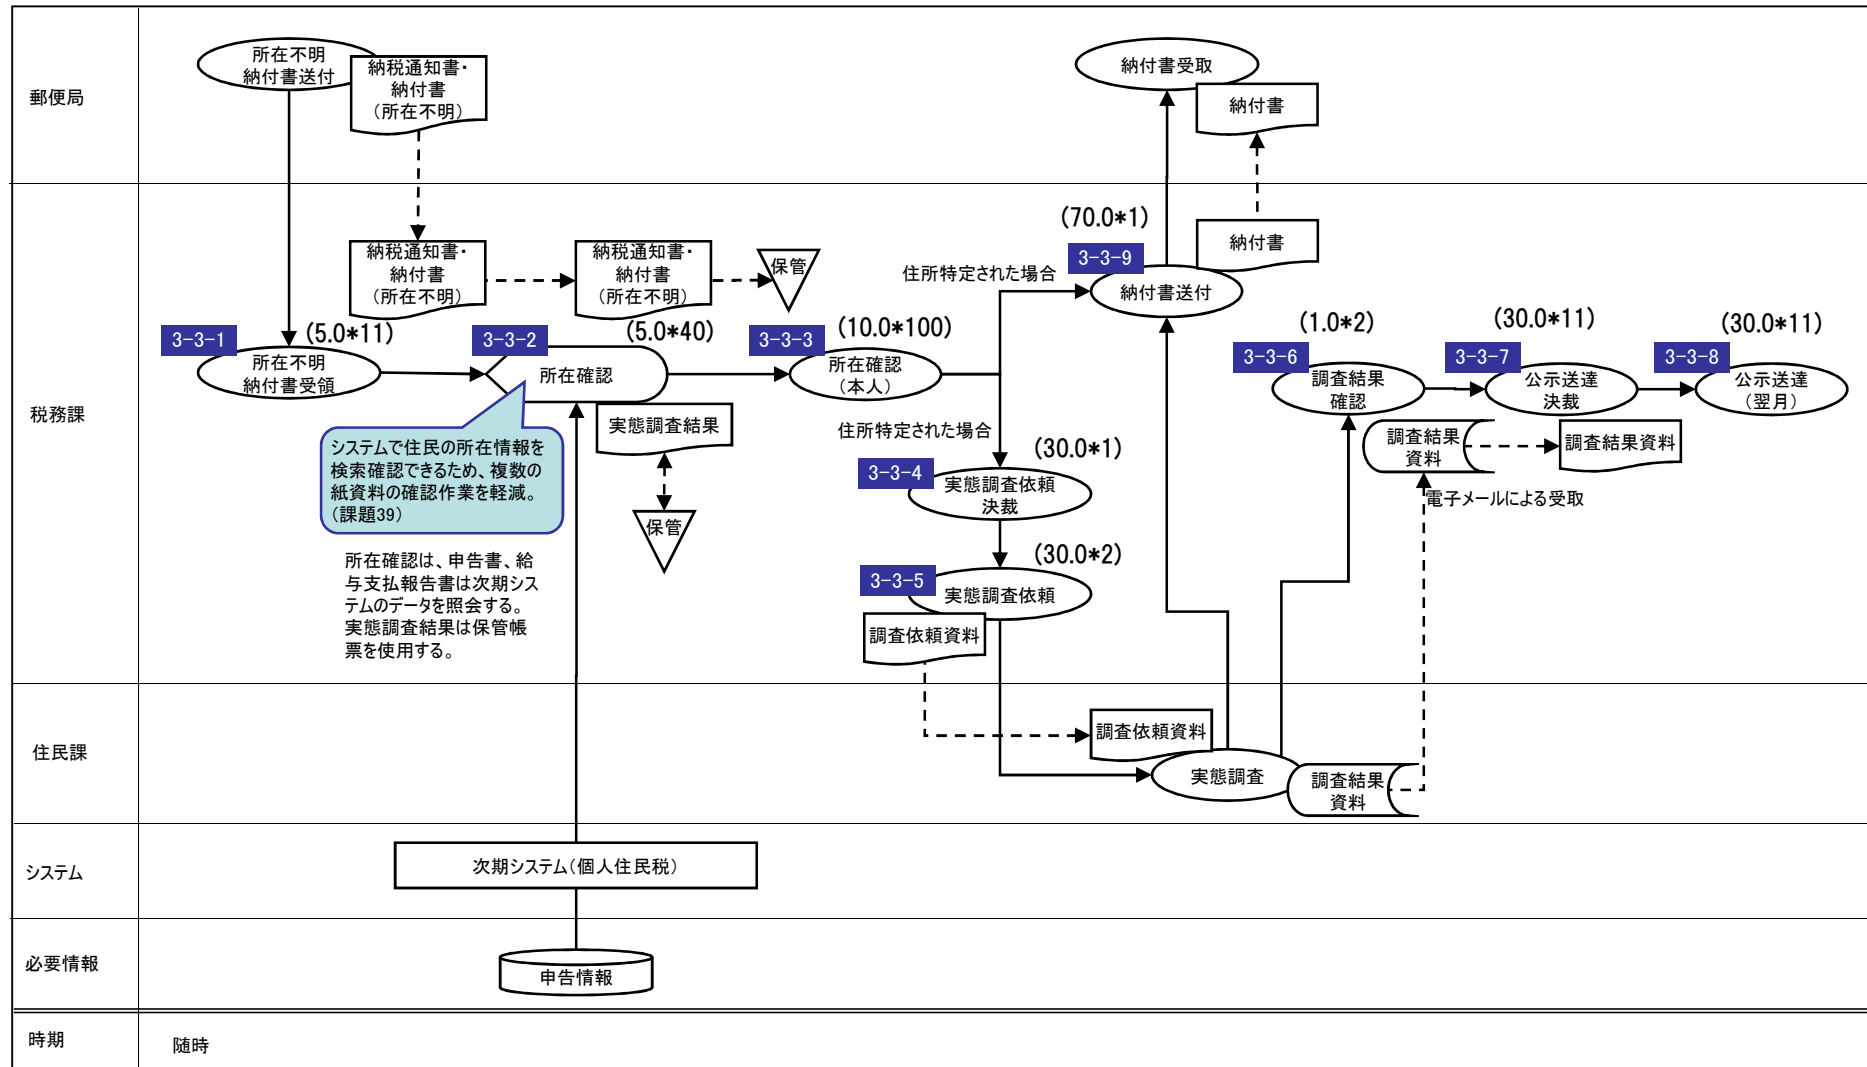 郵便局
所在不明
納付書送付
納税通知書・
納付書
（所在不明）
納付書受取
納付書
税務課
納税通知書・
納付書
（所在不明）
納税通知書・
納付書
（所在不明）
保管
3-3-1
(5.0*11)
所在不明
納付書受領
3-3-2
(5.0*40)
所在確認
システムで住民の所在情報を
検索確認できるため、複数の
紙資料の確認作業を軽減。
（課題39）
所在確認は、申告書、給
与支払報告書は次期シス
テムのデータを照会する。
実態調査結果は保管帳
票を使用する。
実態調査結果
保管
3-3-3
(10.0*100)
所在確認
（本人）
住所特定された場合
(70.0*1)
3-3-9
納付書送付
納付書
住所特定された場合
(30.0*1)
3-3-4
実態調査依頼
決裁
(30.0*2)
3-3-5
実態調査依頼
調査依頼資料
(1.0*2)
3-3-6
調査結果
確認
(30.0*11)
3-3-7
公示送達
決裁
(30.0*11)
3-3-8
公示送達
（翌月）
調査結果
資料
調査結果資料
電子メールによる受取
住民課
調査依頼資料
実態調査
調査結果
資料
システム
次期システム（個人住民税）
必要情報
申告情報
時期
随時